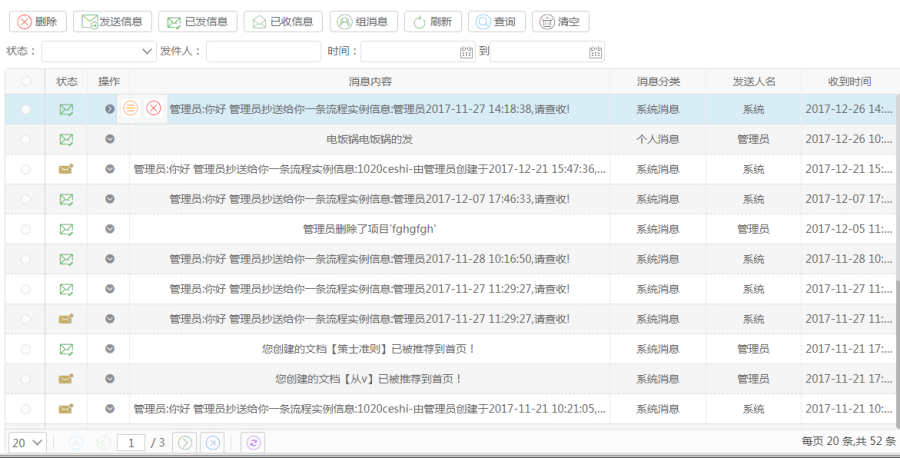 删除 发送信息 已发信息 已收信息 组消息 刷新 查询 清空
状态： 发件人： 时间： 到
状态 操作 消息内容 消息分类 发送人名 收到时间
管理员:你好 管理员抄送给你一条流程实例信息:管理员2017-11-27 14:18:38,请查收! 系统消息 系统 2017-12-26 14:...
电饭锅电饭锅的发 个人消息 管理员 2017-12-26 10:...
管理员:你好 管理员抄送给你一条流程实例信息:1020ceshi-由管理员创建于2017-12-21 15:47:36,... 系统消息 系统 2017-12-21 15:...
管理员:你好 管理员抄送给你一条流程实例信息:管理员2017-12-07 17:46:33,请查收! 系统消息 系统 2017-12-07 17:...
管理员删除了项目'fghgfgh' 系统消息 管理员 2017-12-05 11:...
管理员:你好 管理员抄送给你一条流程实例信息:管理员2017-11-28 10:16:50,请查收! 系统消息 系统 2017-11-28 10:...
管理员:你好 管理员抄送给你一条流程实例信息:管理员2017-11-27 11:29:27,请查收! 系统消息 系统 2017-11-27 11:...
管理员:你好 管理员抄送给你一条流程实例信息:管理员2017-11-27 11:29:27,请查收! 系统消息 系统 2017-11-27 11:...
您创建的文档【策士准则】已被推荐到首页！ 系统消息 管理员 2017-11-21 17:...
您创建的文档【从v】已被推荐到首页！ 系统消息 管理员 2017-11-21 17:...
管理员:你好 管理员抄送给你一条流程实例信息:1020ceshi-由管理员创建于2017-11-21 10:21:05,... 系统消息 系统 2017-11-21 10:...
20 1 / 3 每页 20 条,共 52 条